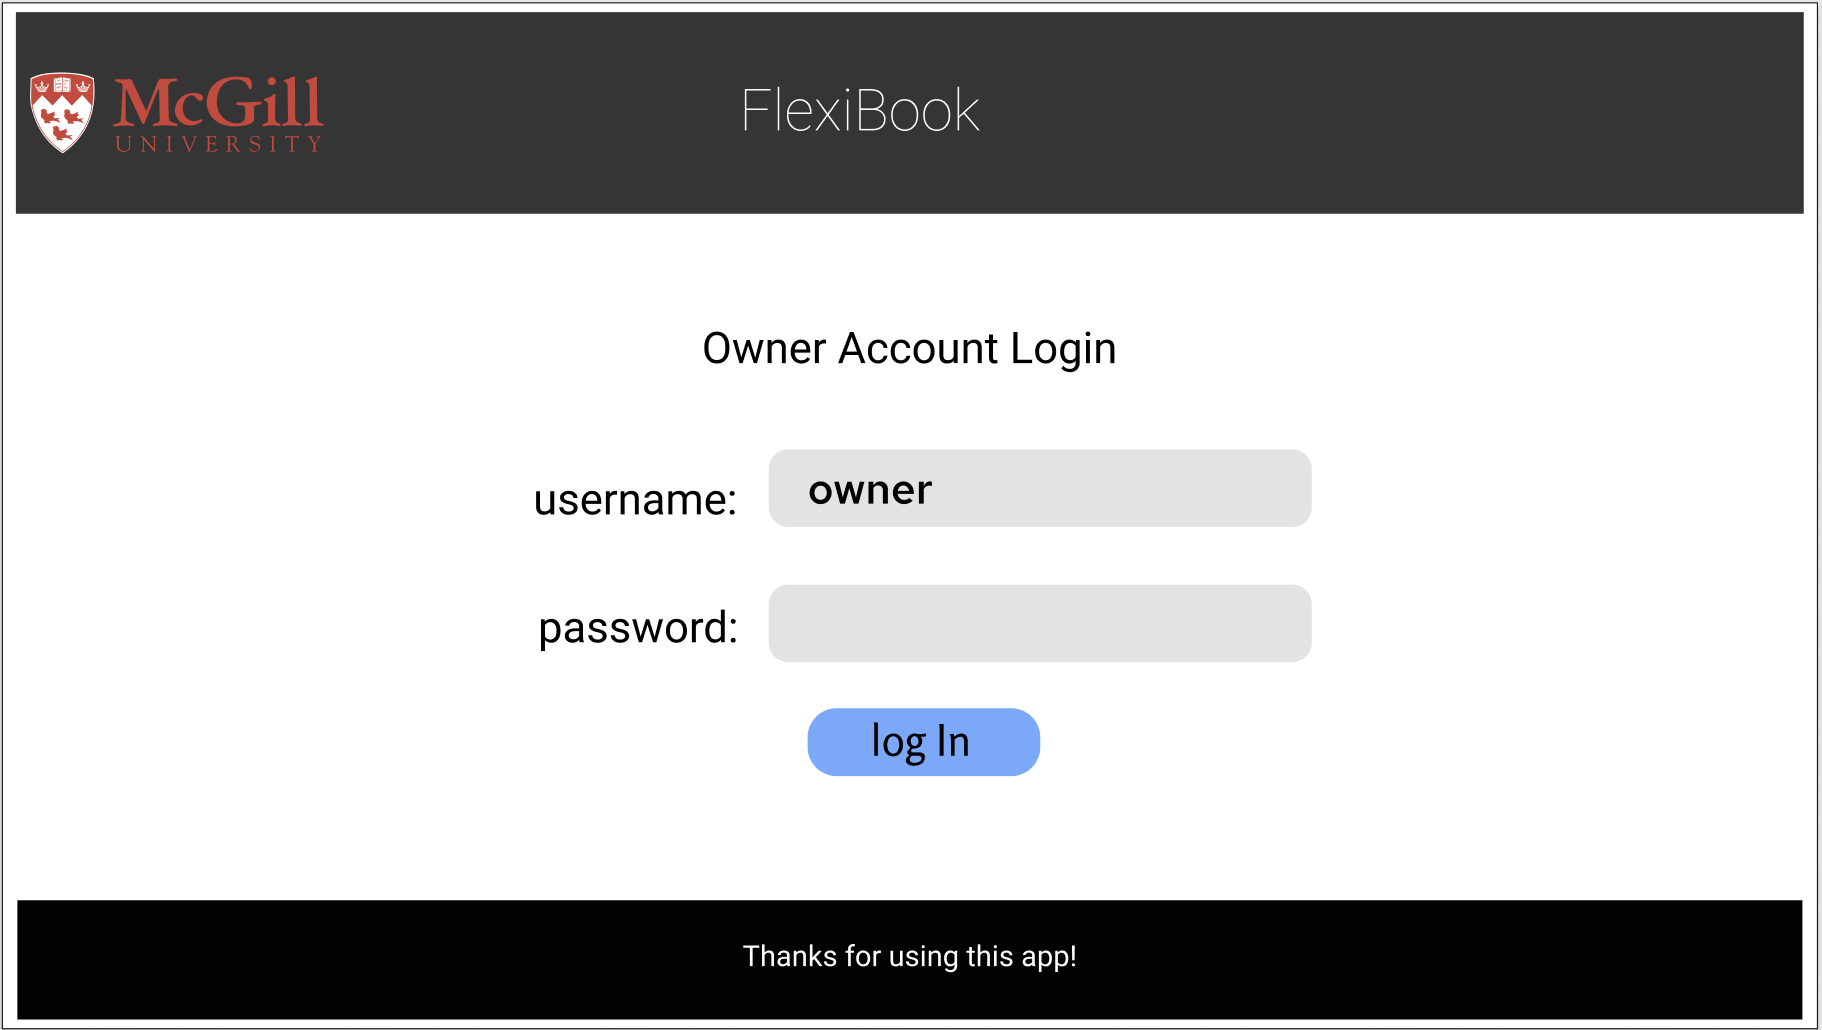 McGill
UNIVERSITY
FlexiBook
Owner Account Login
username: owner
password:
log In
Thanks for using this app!